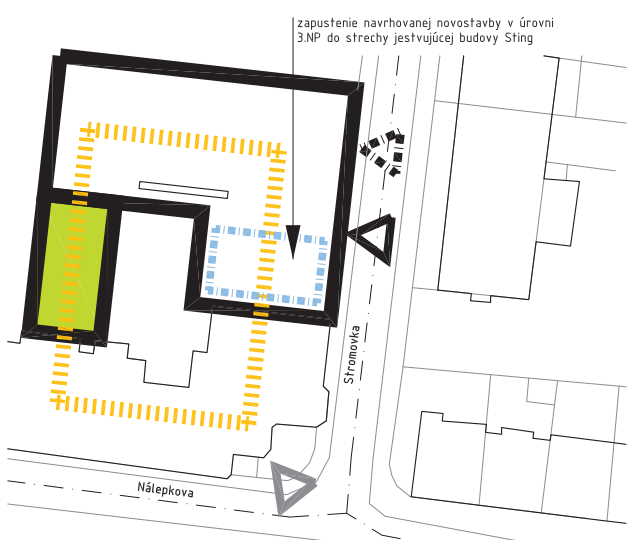 zapustenie navrhovanej novostavby v úrovni
3.NP do strechy jestvujúcej budovy Sting
Stromovka
Nálepkova